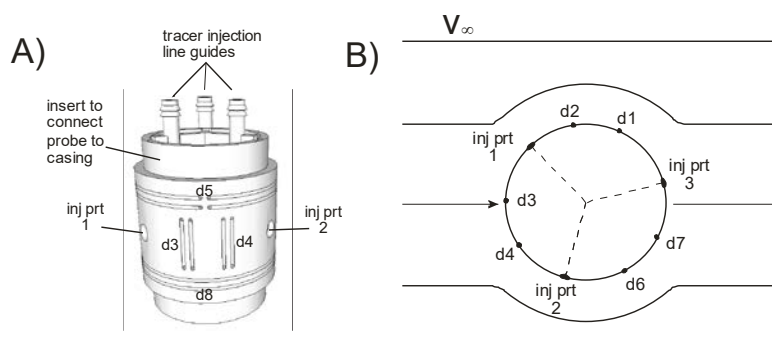 A)
tracer injection
line guides
insert to
connect
probe to
casing
d5
inj prt
1
d3
d4
inj prt
2
d8
B)
V∞
d2
d1
inj prt
1
inj prt
3
d3
d4
d7
inj prt
2
d6